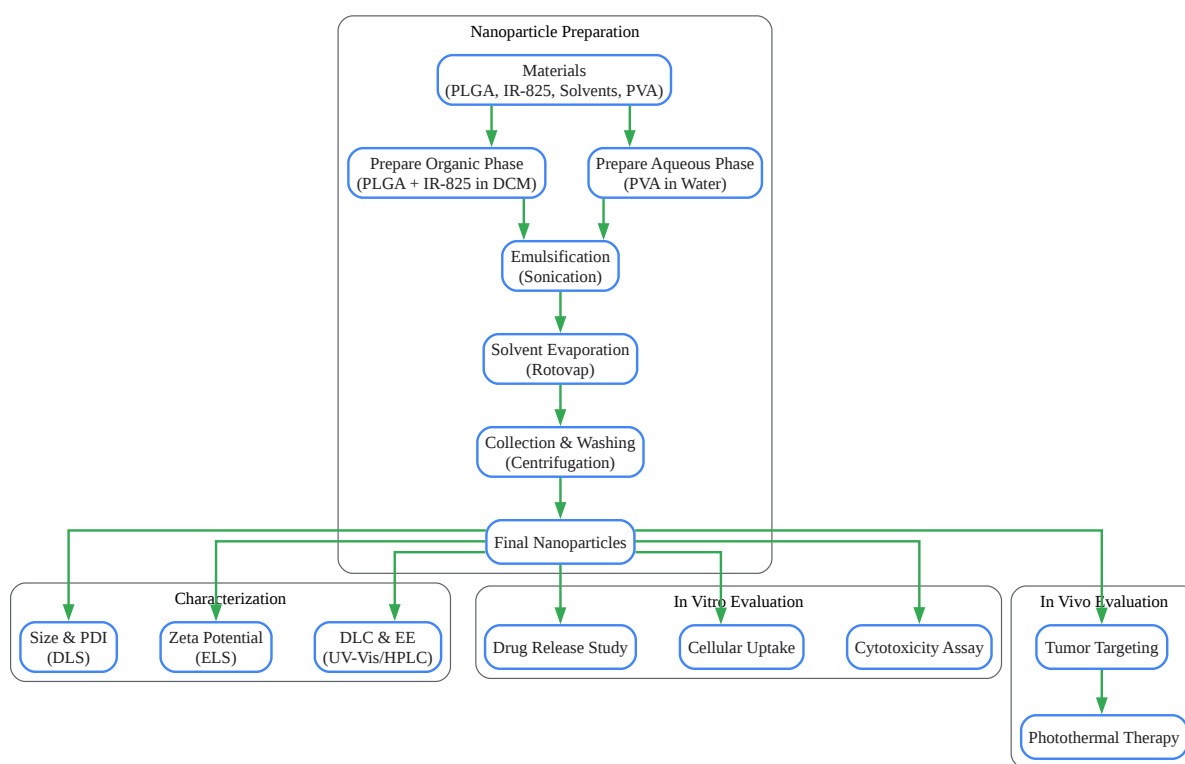 Nanoparticle Preparation
Materials
(PLGA, IR-825, Solvents, PVA)
Prepare Organic Phase
(PLGA + IR-825 in DCM)
Prepare Aqueous Phase
(PVA in Water)
Emulsification
(Sonication)
Solvent Evaporation
(Rotovap)
Collection & Washing
(Centrifugation)
Final Nanoparticles
Characterization
Size & PDI
(DLS)
Zeta Potential
(ELS)
DLC & EE
(UV-Vis/HPLC)
In Vitro Evaluation
Drug Release Study
Cellular Uptake
Cytotoxicity Assay
In Vivo Evaluation
Tumor Targeting
Photothermal Therapy